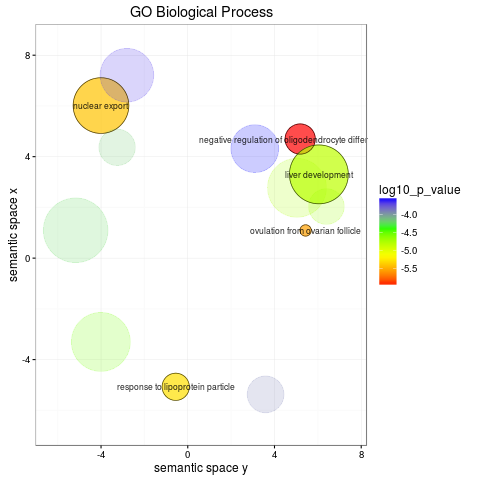 GO Biological Process
8
4
0
-4
semantic space x
nuclear export
negative regulation of oligodendrocyte differ
liver development
ovulation from ovarian follicle
response to lipoprotein particle
-4
0
4
8
semantic space y
log10_p_value
-4.0
-4.5
-5.0
-5.5